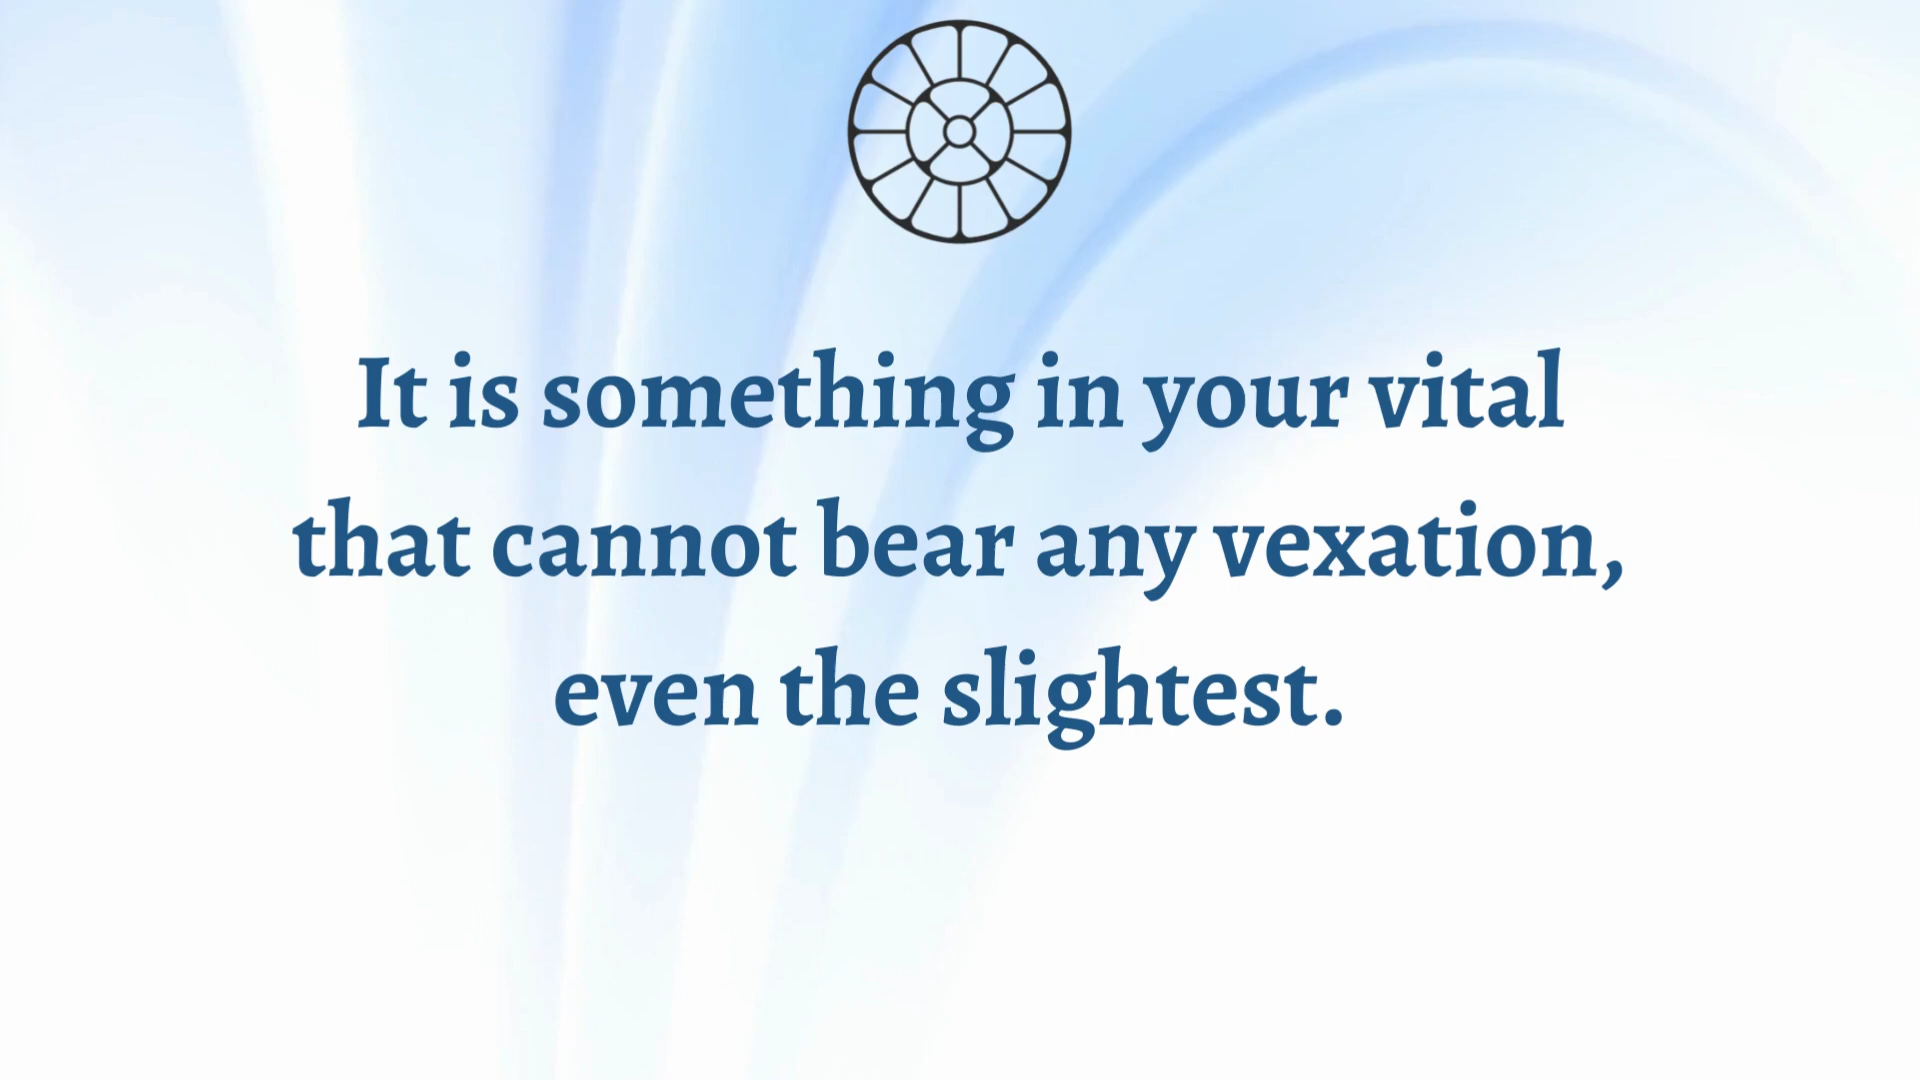 It is something in your vital
that cannot bear any vexation,
even the slightest.